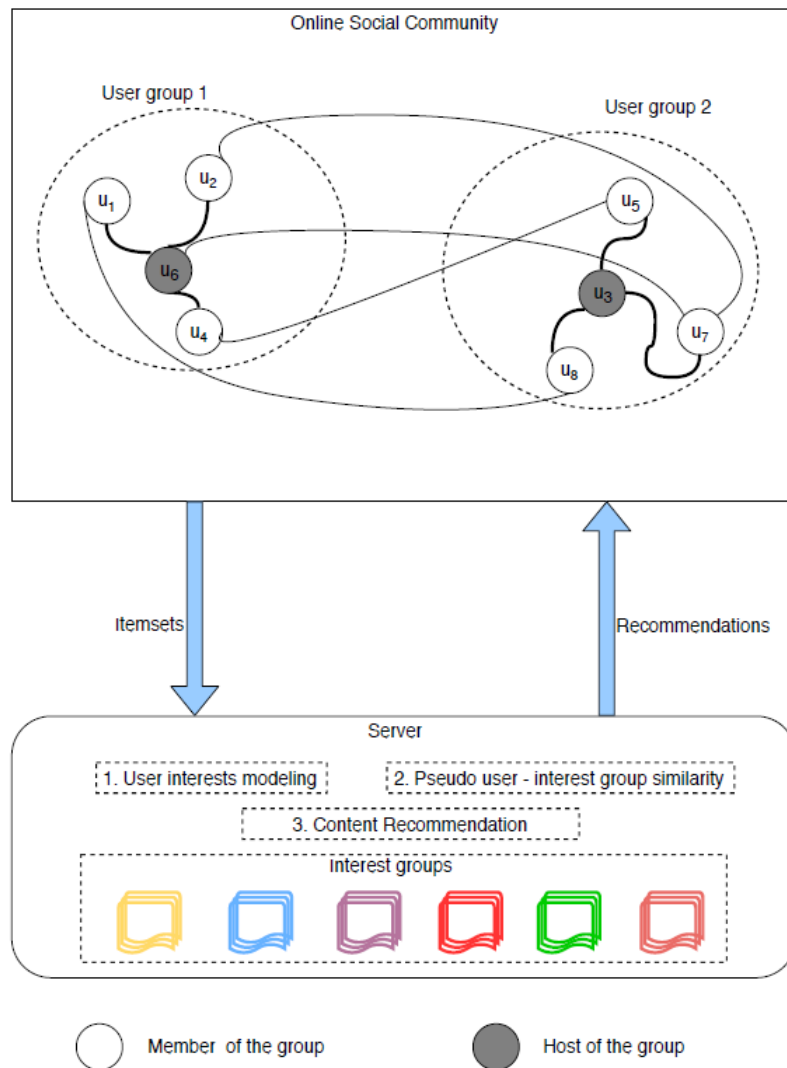 Online Social Community
User group 1
User group 2
u2
u1
u5
u6
u3
u4
u7
u8
Itemsets
Recommendations
Server
1. User interests modeling
2. Pseudo user - interest group similarity
3. Content Recommendation
Interest groups
Member of the group
Host of the group